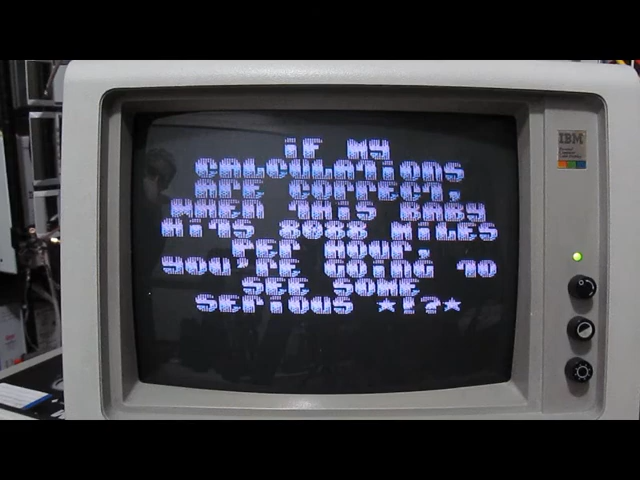 iF MY
CALCULATIONS
ARE CORRECT,
WHEN THIS BABY
HiTS 8088 MiLES
PER HOUR,
YOU'RE GOiNG TO
SEE SOME
SERiOUS ★!?★
IBM